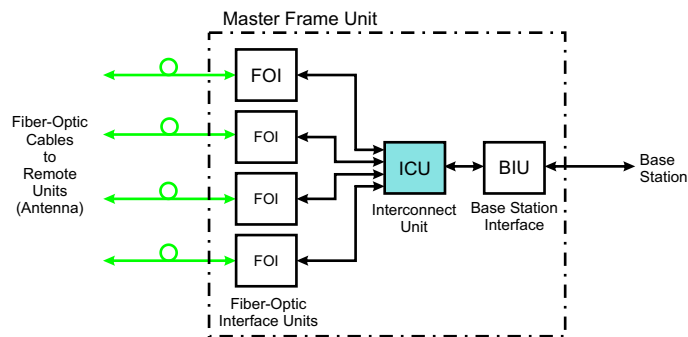 Master Frame Unit
FOI
FOI
FOI
FOI
Fiber-Optic
Cables
to
Remote
Units
(Antenna)
ICU
BIU
Interconnect
Unit
Base Station
Interface
Base
Station
Fiber-Optic
Interface Units